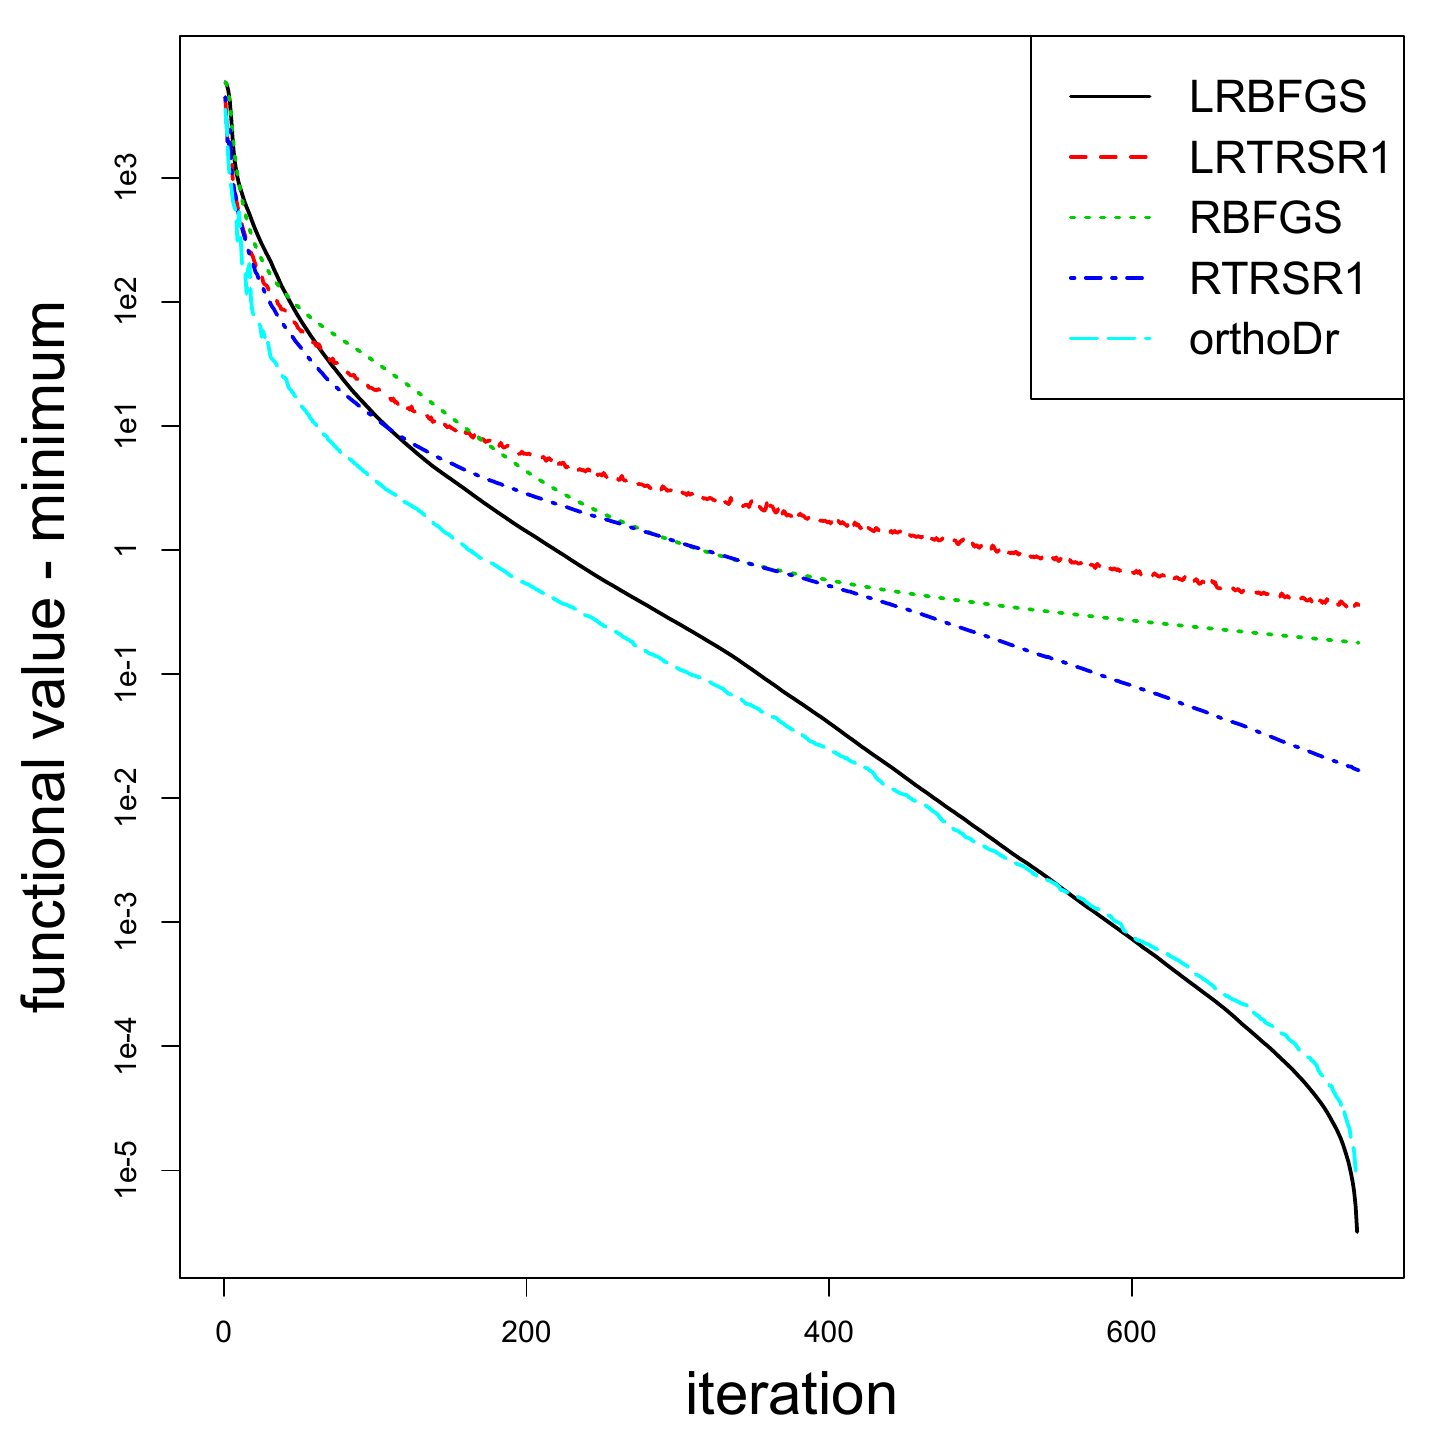 LRBFGS
LRTRSR1
RBFGS
RTRSR1
orthoDr
functional value - minimum
1e3
1e2
1e1
1
1e-1
1e-2
1e-3
1e-4
1e-5
0 200 400 600
iteration